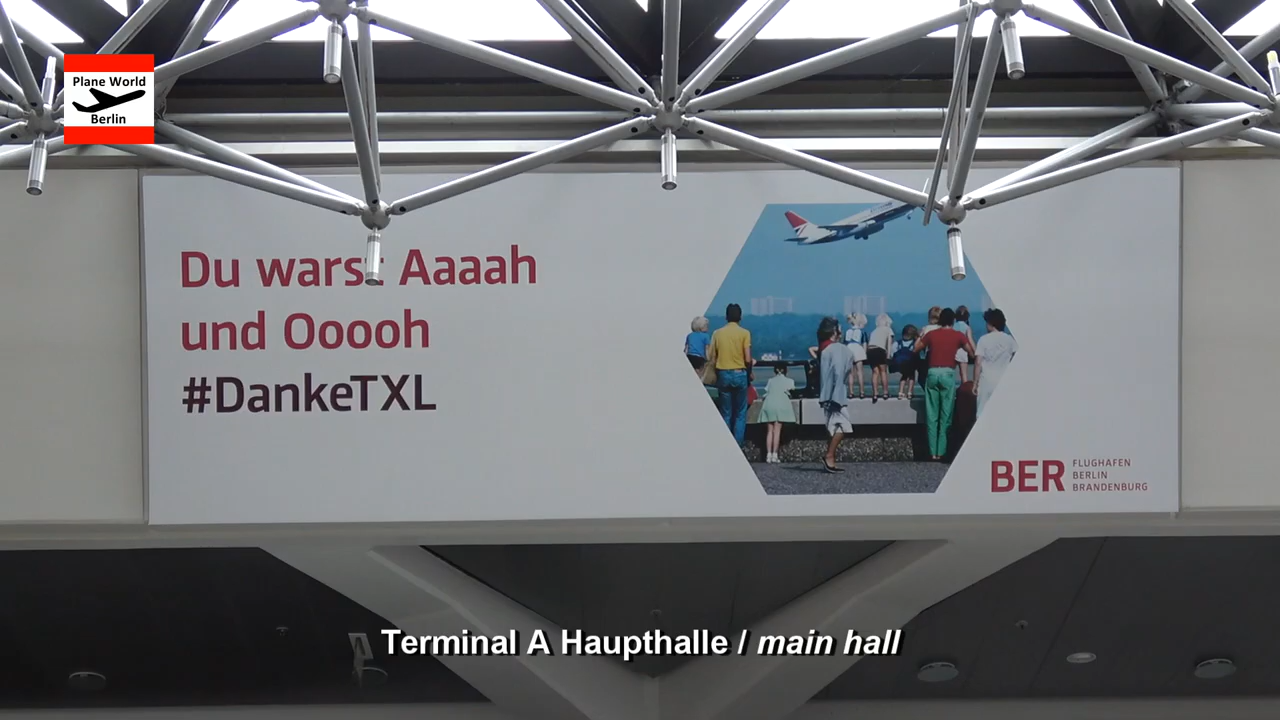 Plane World
Berlin
Du warst Aaaah
und Ooooh
#DankeTXL
BER
FLUGHAFEN
BERLIN
BRANDENBURG
Terminal A Haupthalle / main hall